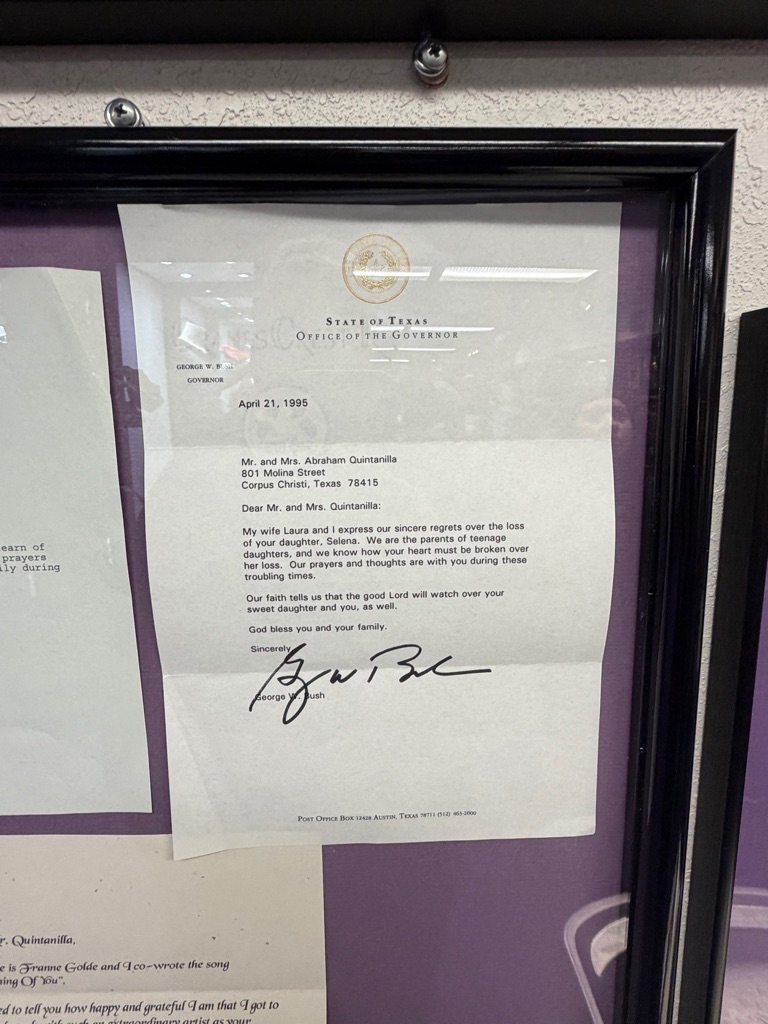 STATE OF TEXAS
OFFICE OF THE GOVERNOR
GEORGE W. BUSH
GOVERNOR
April 21, 1995
Mr. and Mrs. Abraham Quintanilla
801 Molina Street
Corpus Christi, Texas 78415
Dear Mr. and Mrs. Quintanilla:
My wife Laura and I express our sincere regrets over the loss
of your daughter, Selena. We are the parents of teenage
daughters, and we know how your heart must be broken over
her loss. Our prayers and thoughts are with you during these
troubling times.
Our faith tells us that the good Lord will watch over your
sweet daughter and you, as well.
God bless you and your family.
Sincerely,
George W. Bush
POST OFFICE BOX 12428 AUSTIN, TEXAS 78711 (512) 463-2000
earn of
prayers
ily during
r. Quintanilla,
e is Franne Golde and I co-wrote the song
ing Of You".
ed to tell you how happy and grateful I am that I got to
extraordinary artist as your